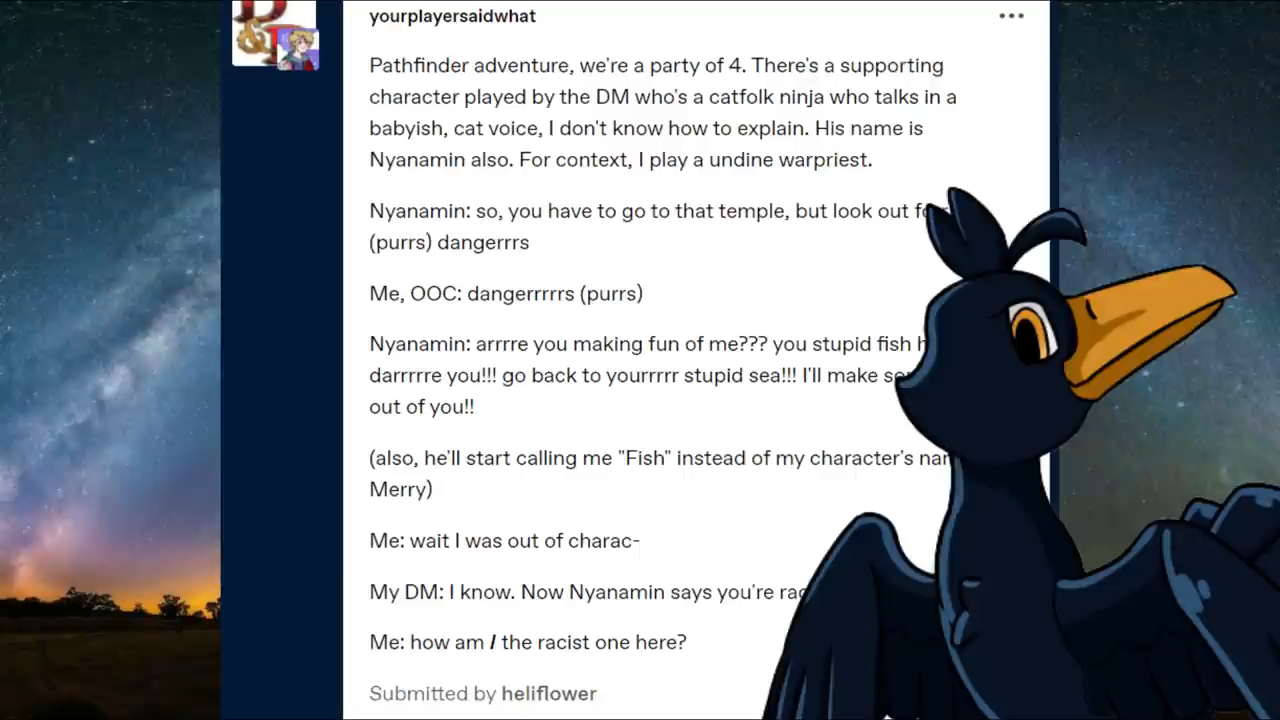 yourplayersaidwhat
Pathfinder adventure, we're a party of 4. There's a supporting
character played by the DM who's a catfolk ninja who talks in a
babyish, cat voice, I don't know how to explain. His name is
Nyanamin also. For context, I play a undine warpriest.
Nyanamin: so, you have to go to that temple, but look out
(purrs) dangerrrs
Me, OOC: dangerrrrrs (purrs)
Nyanamin: arrrre you making fun of me??? you stupid fish
darrrrre you!!! go back to yourrrrr stupid sea!!! I'll make
out of you!!
(also, he'll start calling me "Fish" instead of my character's
Merry)
Me: wait I was out of charac-
My DM: I know. Now Nyanamin says you're
Me: how am I the racist one here?
Submitted by heliflower